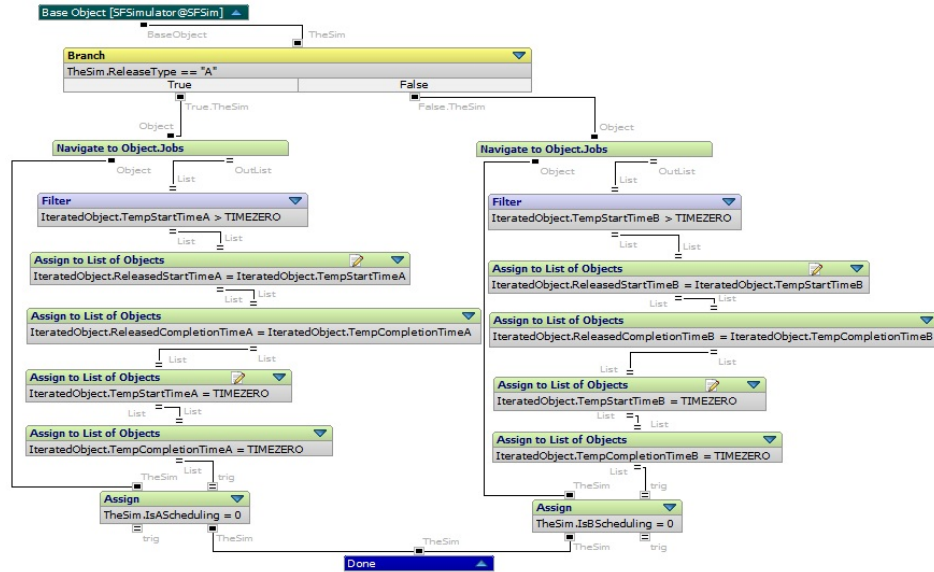 Base Object [SFSimulator@SFSim]
BaseObject TheSim
Branch
TheSim.ReleaseType == "A"
True False
True.TheSim False.TheSim
Object Object
Navigate to Object.Jobs
Object OutList
List
Filter
IteratedObject.TempStartTimeA > TIMEZERO
List List
Assign to List of Objects
IteratedObject.ReleasedStartTimeA = IteratedObject.TempStartTimeA
List List
Assign to List of Objects
IteratedObject.ReleasedCompletionTimeA = IteratedObject.TempCompletionTimeA
List List
Assign to List of Objects
IteratedObject.TempStartTimeA = TIMEZERO
List List
Assign to List of Objects
IteratedObject.TempCompletionTimeA = TIMEZERO
List
TheSim trig
Assign
TheSim.IsAScheduling = 0
trig TheSim
Navigate to Object.Jobs
Object OutList
List
Filter
IteratedObject.TempStartTimeB > TIMEZERO
List List
Assign to List of Objects
IteratedObject.ReleasedStartTimeB = IteratedObject.TempStartTimeB
List List
Assign to List of Objects
IteratedObject.ReleasedCompletionTimeB = IteratedObject.TempCompletionTimeB
List List
Assign to List of Objects
IteratedObject.TempStartTimeB = TIMEZERO
List List
Assign to List of Objects
IteratedObject.TempCompletionTimeB = TIMEZERO
List
TheSim trig
Assign
TheSim.IsBScheduling = 0
TheSim trig
TheSim
Done